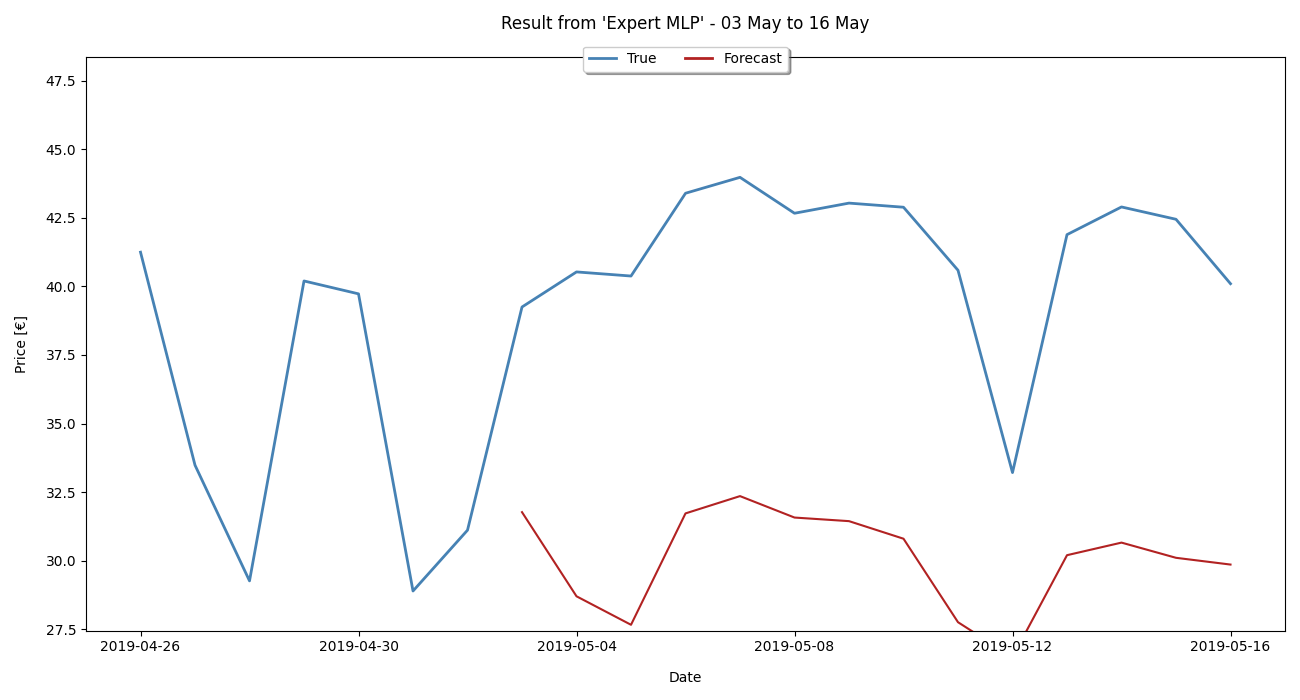 Result from 'Expert MLP' - 03 May to 16 May
True Forecast
47.5
45.0
42.5
40.0
37.5
35.0
32.5
30.0
27.5
Price [€]
2019-04-26 2019-04-30 2019-05-04 2019-05-08 2019-05-12 2019-05-16
Date